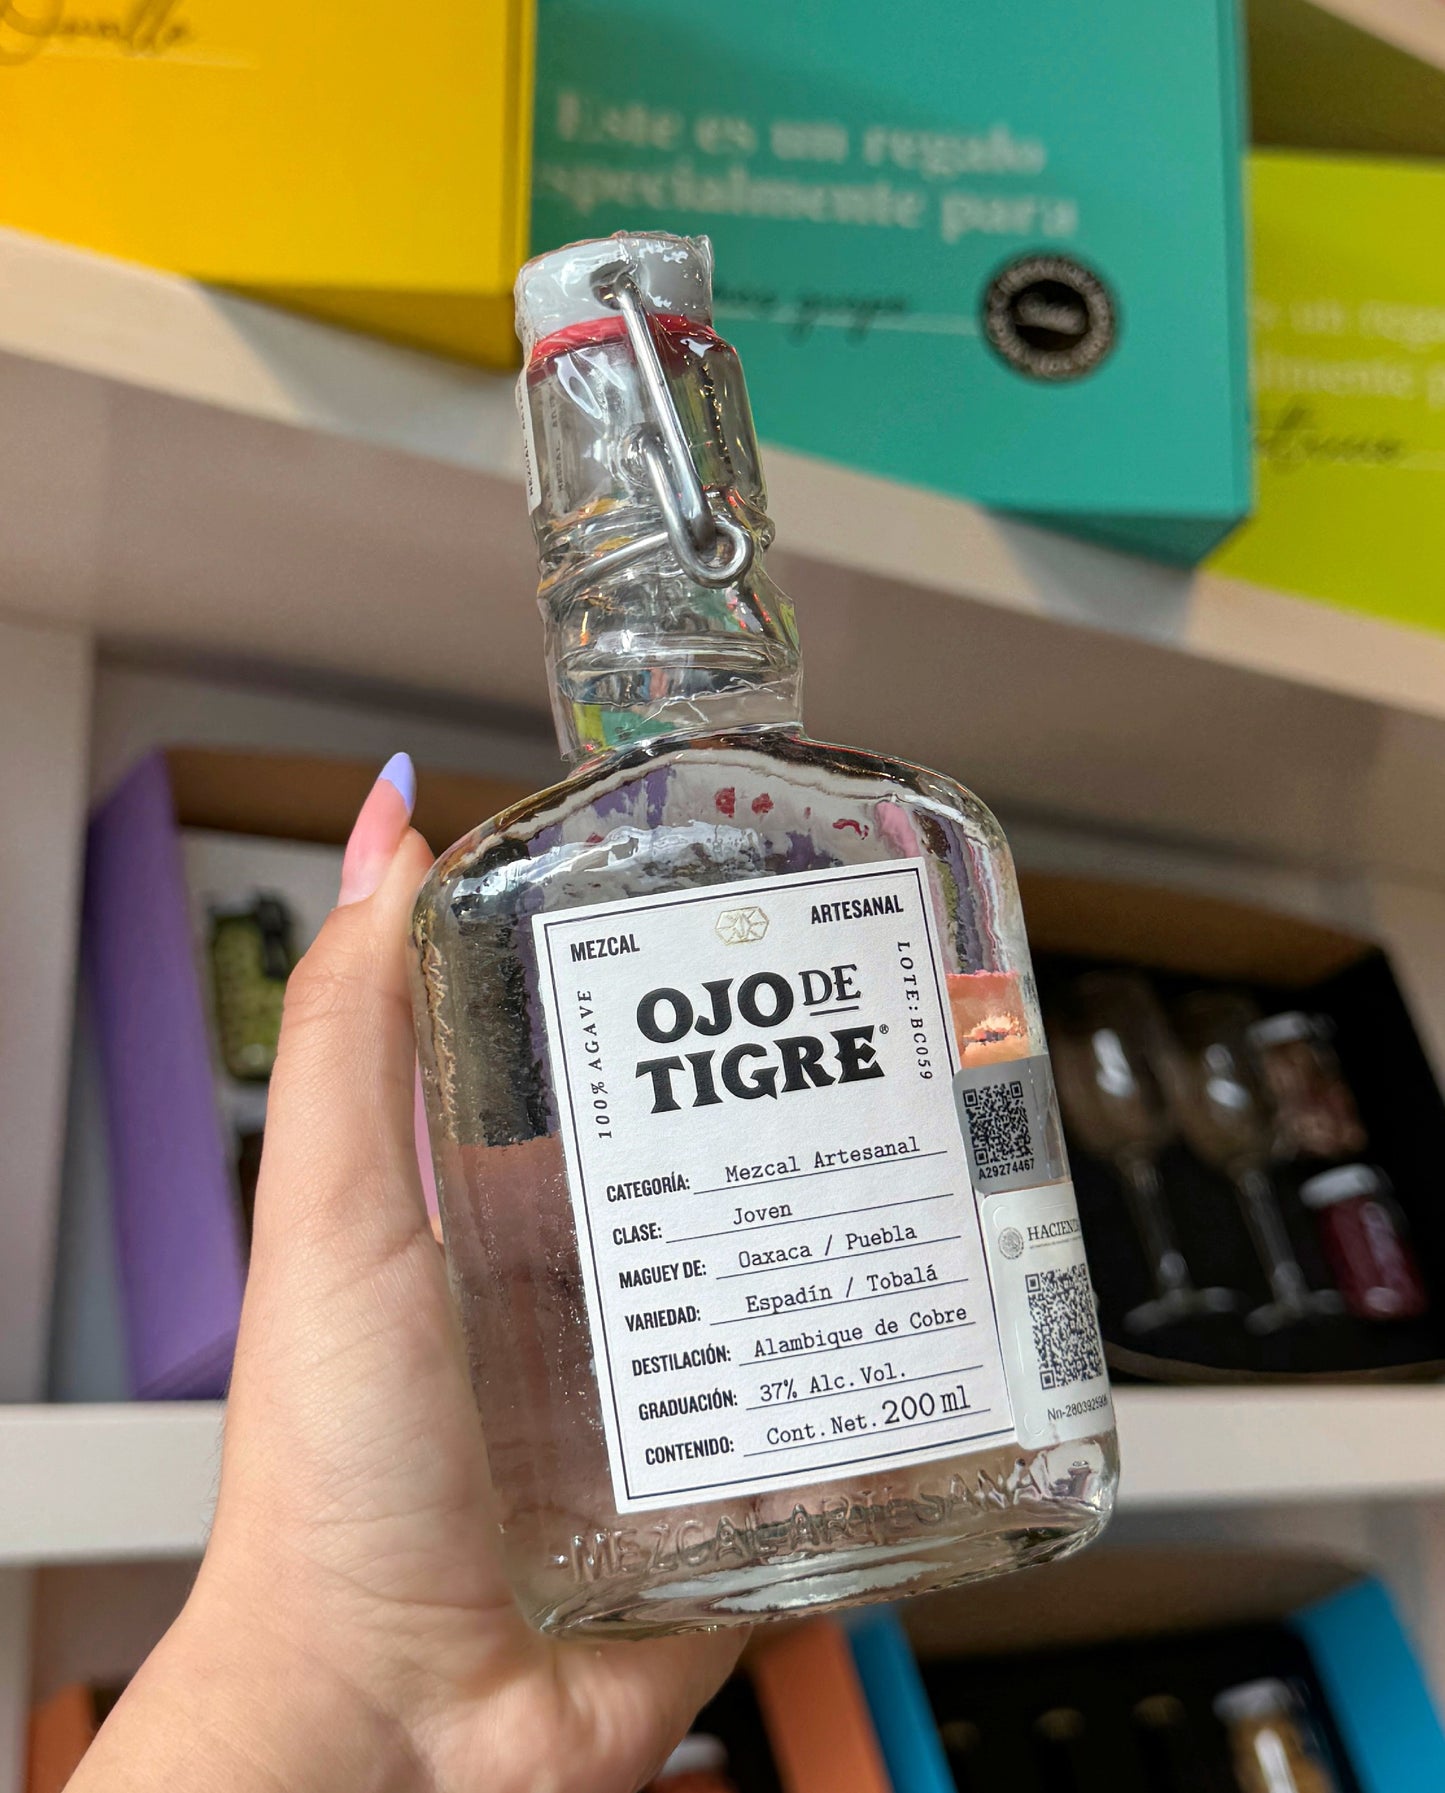 Este es un regalo
specialmente para
MEZCAL ARTESANAL
100% AGAVE
OJO DE
TIGRE®
LOTE: BC059
CATEGORÍA: Mezcal Artesanal
CLASE: Joven
MAGUEY DE: Oaxaca / Puebla
VARIEDAD: Espadín / Tobalá
DESTILACIÓN: Alambique de Cobre
GRADUACIÓN: 37% Alc. Vol.
CONTENIDO: Cont. Net. 200 ml
A29274467
HACIENDA
MEZCAL ARTESANAL